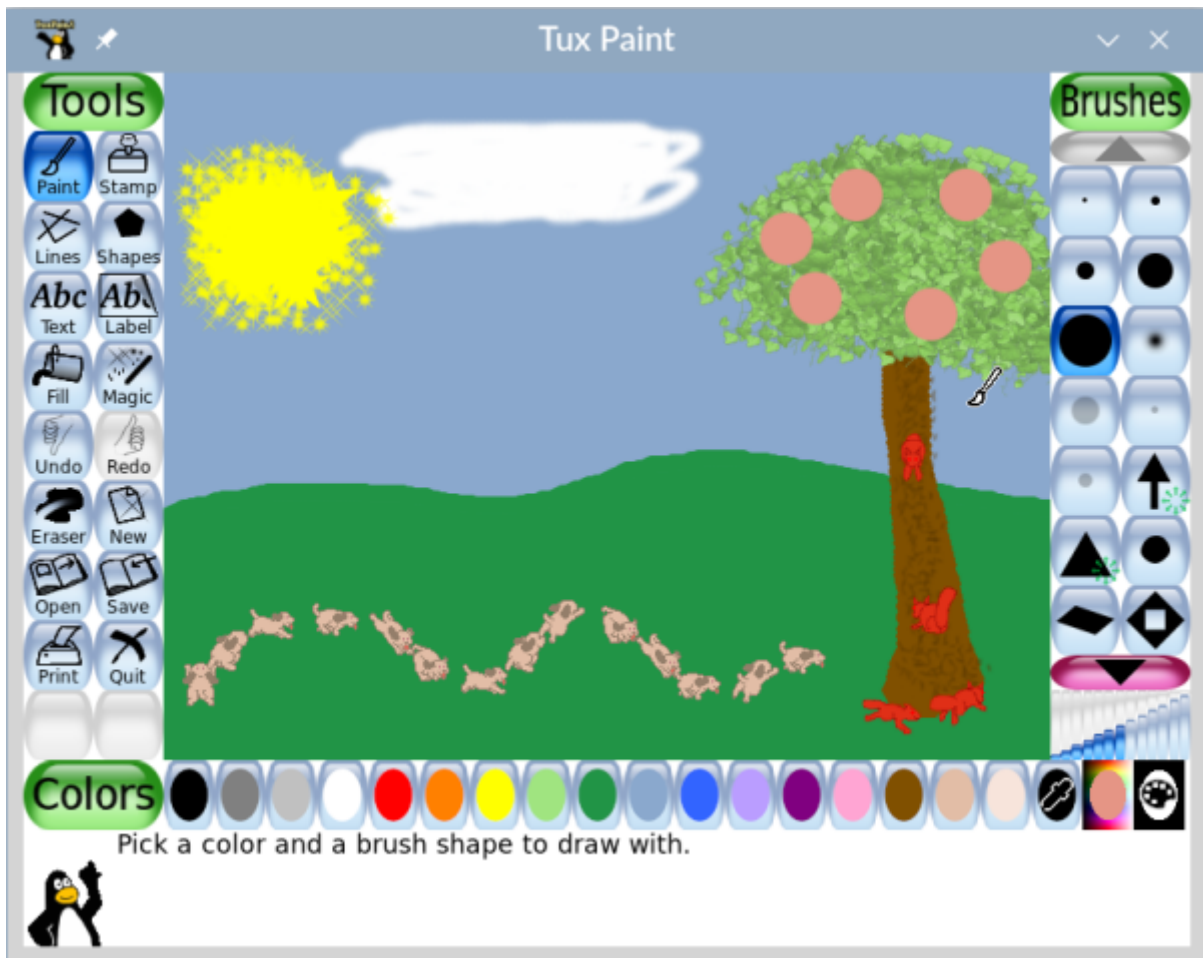 Tux Paint
Tools
Brushes
Paint
Stamp
Lines
Shapes
Abc
Abc
Text
Label
Fill
Magic
Undo
Redo
Eraser
New
Open
Save
Print
Quit
Colors
Pick a color and a brush shape to draw with.